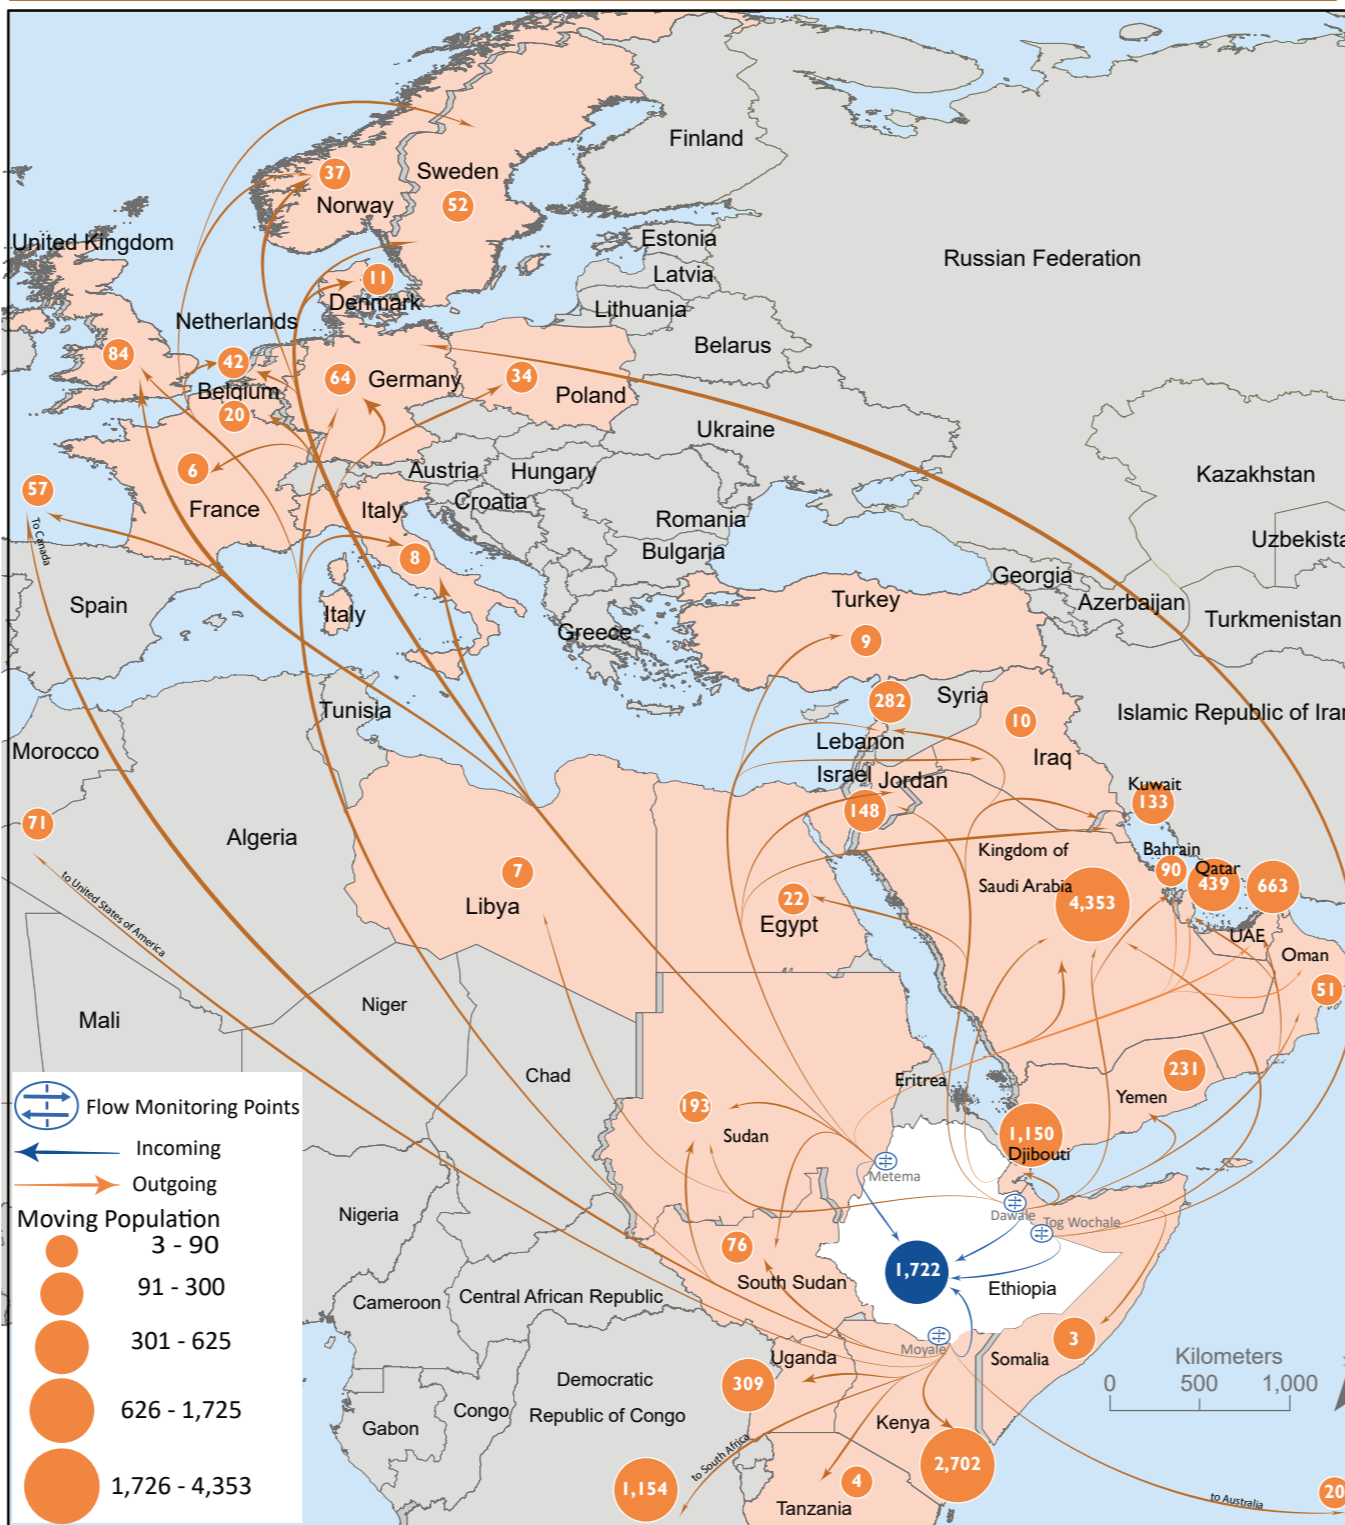 Finland
37
Sweden
Norway
52
United Kingdom
Estonia
Russian Federation
Latvia
11
Denmark
Lithuania
Netherlands
Belarus
84
42
64
Germany
34
Belgium
Poland
20
Ukraine
6
Austria
Hungary
Kazakhstan
57
Croatia
France
Italy
To Canada
Romania
Uzbekista
Bulgaria
8
Georgia
Spain
Turkey
Azerbaijan
Italy
Turkmenistan
Greece
9
Syria
282
Tunisia
10
Islamic Republic of Iran
Lebanon
Morocco
Iraq
Israel
Jordan
Kuwait
133
148
71
Algeria
Kingdom of
Saudi Arabia
Bahrain
90
Qatar
439
663
7
4,353
22
Libya
Egypt
to United States of America
UAE
Oman
51
Niger
Mali
Chad
Eritrea
231
Yemen
193
Sudan
1,150
Djibouti
Flow Monitoring Points
Incoming
Outgoing
Metema
Moving Population
3 - 90
91 - 300
301 - 625
626 - 1,725
1,726 - 4,353
Nigeria
Dawale
Tog Wochale
76
1,722
South Sudan
Ethiopia
Cameroon
Central African Republic
Moyale
3
Somalia
Uganda
Kilometers
0 500 1,000
Democratic
Republic of Congo
309
Congo
Gabon
Kenya
to South Africa
2,702
1,154
4
Tanzania
to Australia
20